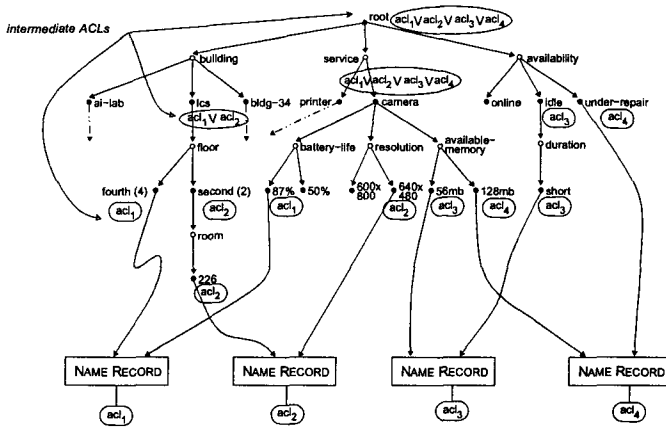 intermediate ACLs
root
acl1 V acl2 V acl3 V acl4
building
service
availability
acl1 V acl2 V acl3 V acl4
ai-lab
lcs
bldg-34
printer
camera
online
idle
under-repair
acl1 V acl2
acl3
acl4
floor
battery-life
resolution
available-
memory
duration
fourth (4)
second (2)
87%
50%
600x
800
640x
480
56mb
128mb
short
acl1
acl2
acl1
acl2
acl3
acl4
acl3
room
226
acl2
NAME RECORD
NAME RECORD
NAME RECORD
NAME RECORD
acl1
acl2
acl3
acl4